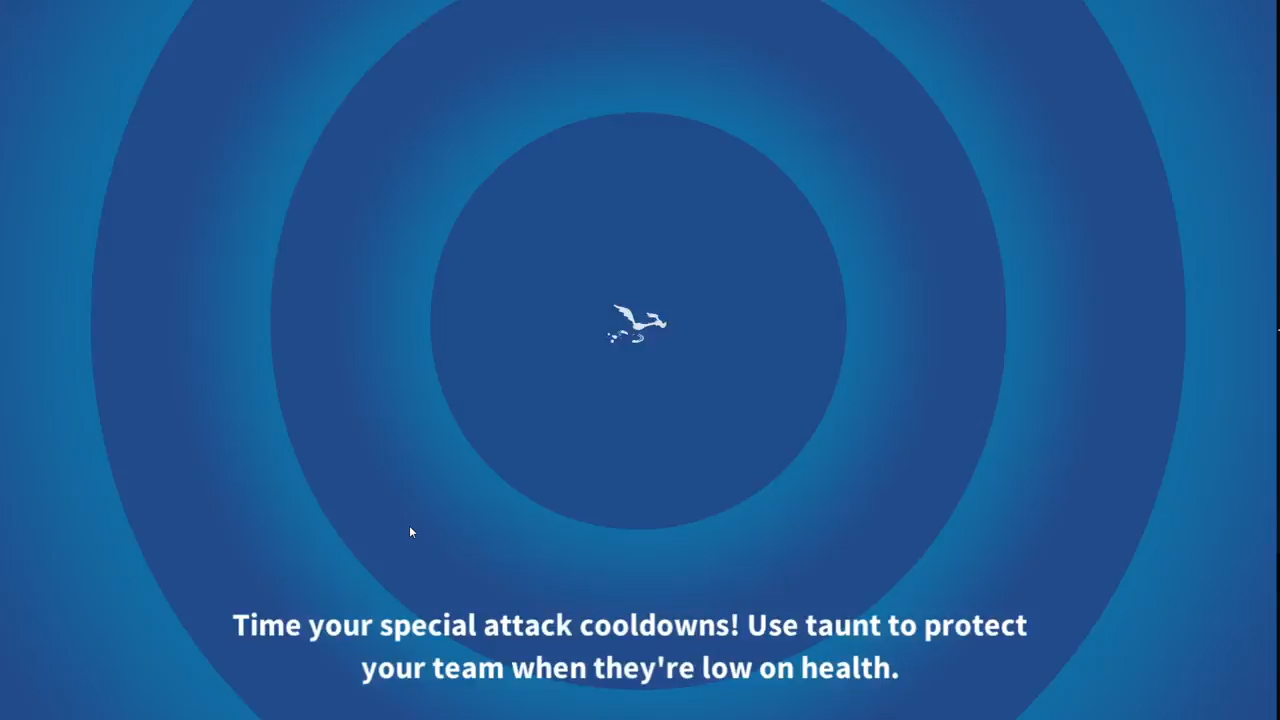 Time your special attack cooldowns! Use taunt to protect
your team when they're low on health.